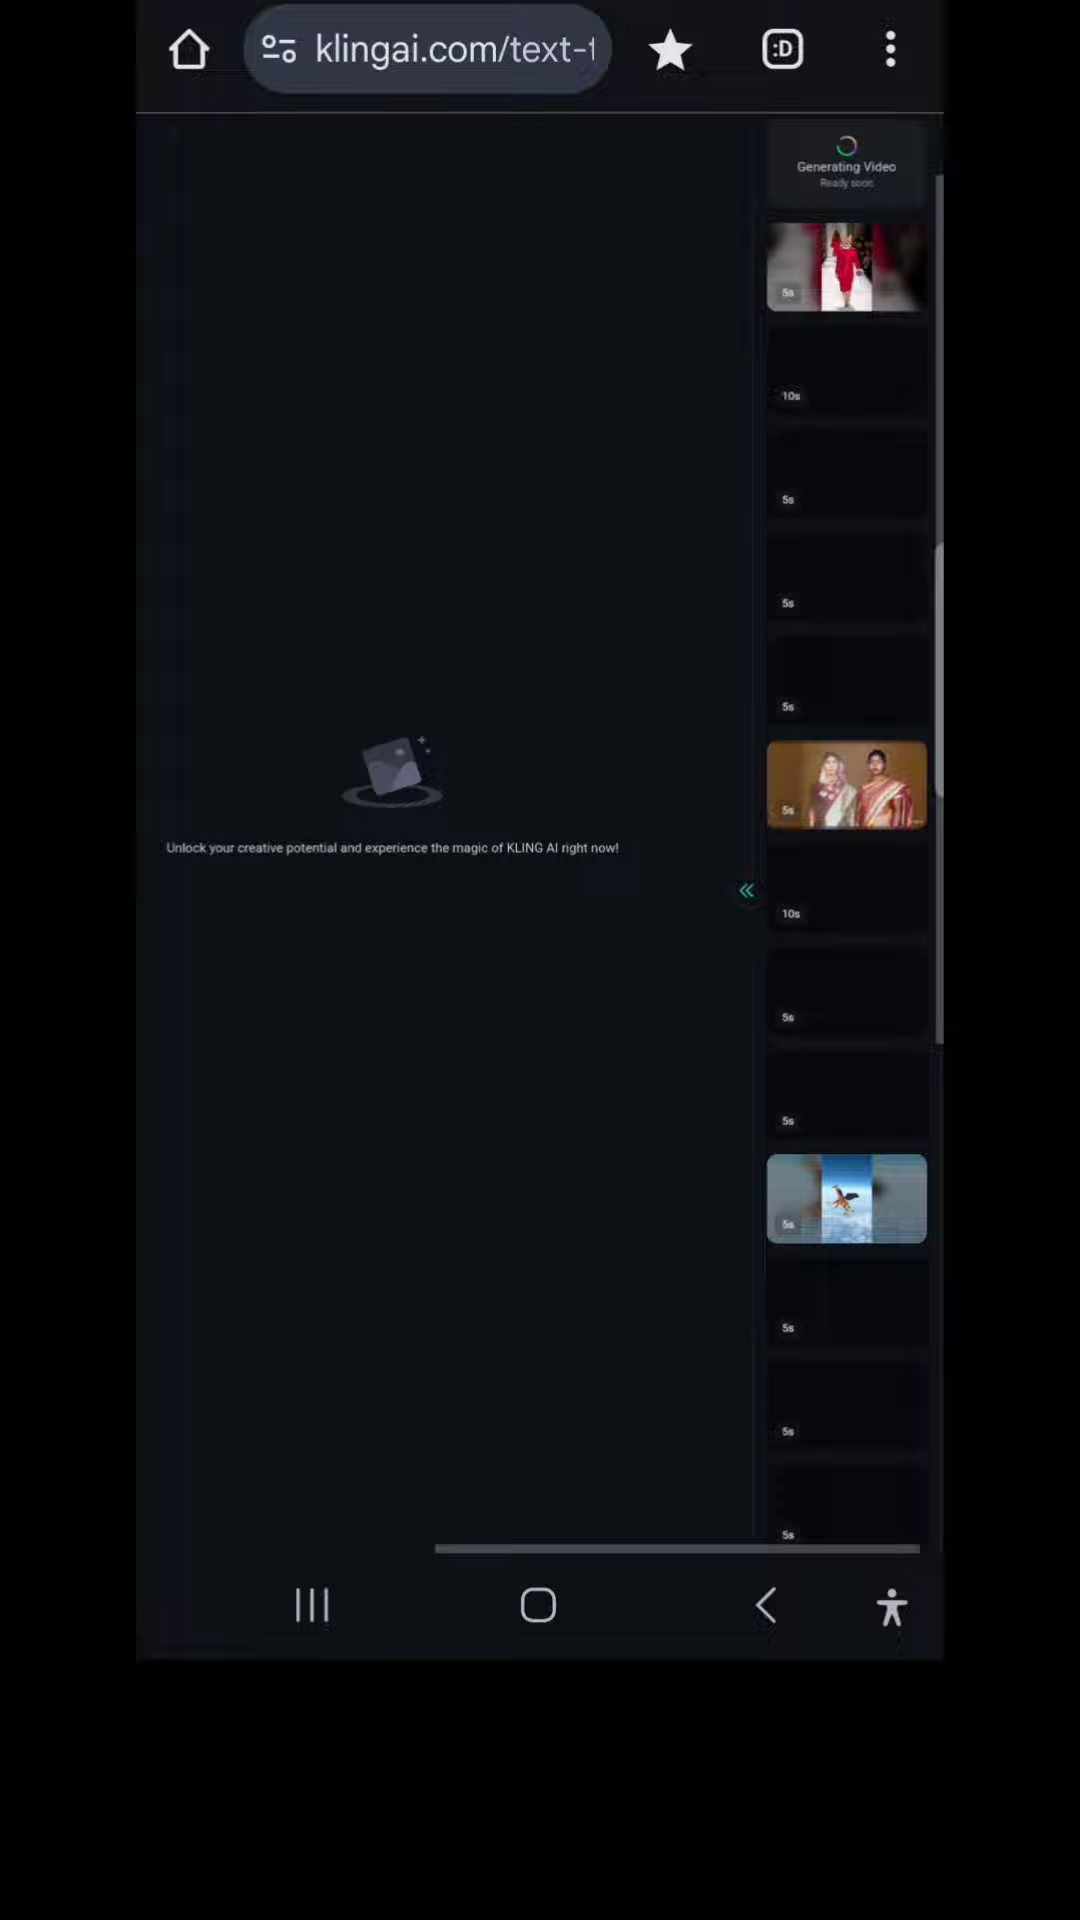 klingai.com/text-t
:D
Generating Video
Ready soon
5s
10s
5s
5s
5s
5s
Unlock your creative potential and experience the magic of KLING AI right now!
10s
5s
5s
5s
5s
5s
5s